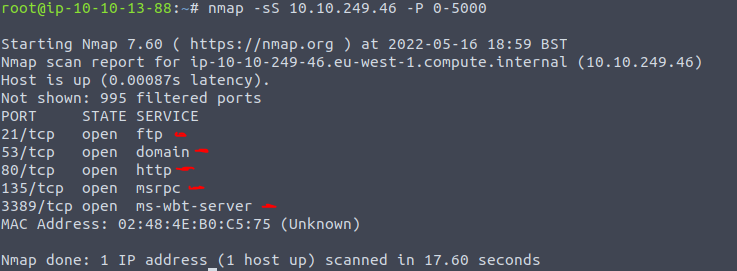 root@ip-10-10-13-88:~# nmap -sS 10.10.249.46 -P 0-5000
Starting Nmap 7.60 ( https://nmap.org ) at 2022-05-16 18:59 BST
Nmap scan report for ip-10-10-249-46.eu-west-1.compute.internal (10.10.249.46)
Host is up (0.00087s latency).
Not shown: 995 filtered ports
PORT     STATE SERVICE
21/tcp   open  ftp
53/tcp   open  domain
80/tcp   open  http
135/tcp  open  msrpc
3389/tcp open  ms-wbt-server
MAC Address: 02:48:4E:B0:C5:75 (Unknown)
Nmap done: 1 IP address (1 host up) scanned in 17.60 seconds